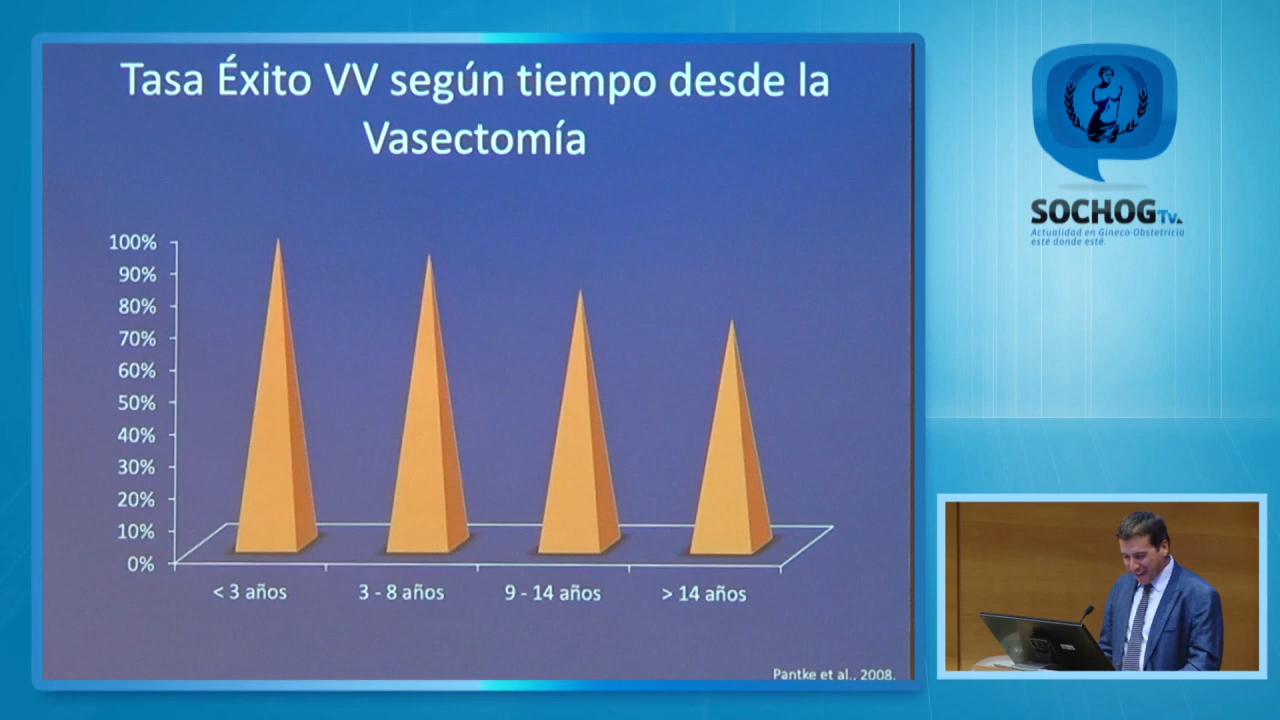 Tasa Éxito VV según tiempo desde la
Vasectomía
100%
90%
80%
70%
60%
50%
40%
30%
20%
10%
0%
< 3 años
3 - 8 años
9 - 14 años
> 14 años
Pantke et al., 2008.
SOCHOG Tv.
Actualidad en Gineco-Obstetricia
esté donde esté.